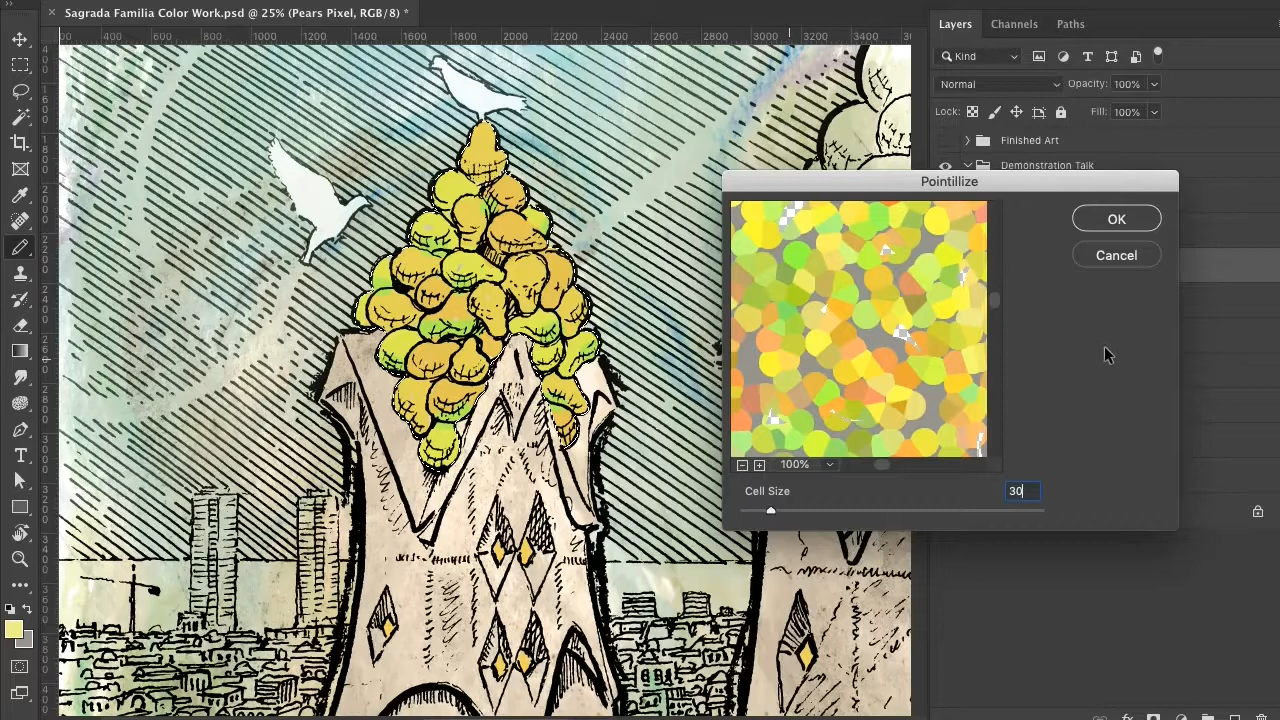 Sagrada Familia Color Work.psd @ 25% (Pears Pixel, RGB/8) *
00 400 600 800 1000 1200 1400 1600 1800 2000 2200 2400 2600 2800 3000 3200 3400
Layers Channels Paths
Kind
Normal Opacity: 100%
Lock: Fill: 100%
Finished Art
Demonstration Talk
Pointillize
OK
Cancel
100%
Cell Size 30